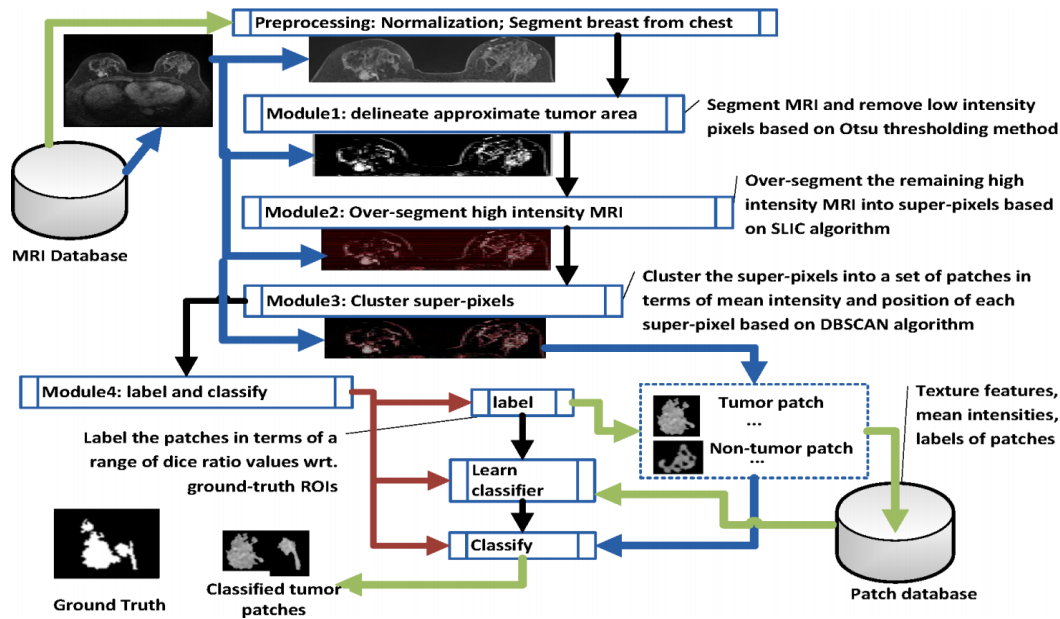 Preprocessing: Normalization; Segment breast from chest
Module1: delineate approximate tumor area
Segment MRI and remove low intensity
pixels based on Otsu thresholding method
MRI Database
Module2: Over-segment high intensity MRI
Over-segment the remaining high
intensity MRI into super-pixels based
on SLIC algorithm
Module3: Cluster super-pixels
Cluster the super-pixels into a set of patches in
terms of mean intensity and position of each
super-pixel based on DBSCAN algorithm
Module4: label and classify
label
Label the patches in terms of a
range of dice ratio values wrt.
ground-truth ROIs
Learn
classifier
Classify
Tumor patch
...
Non-tumor patch
...
Texture features,
mean intensities,
labels of patches
Patch database
Ground Truth
Classified tumor
patches